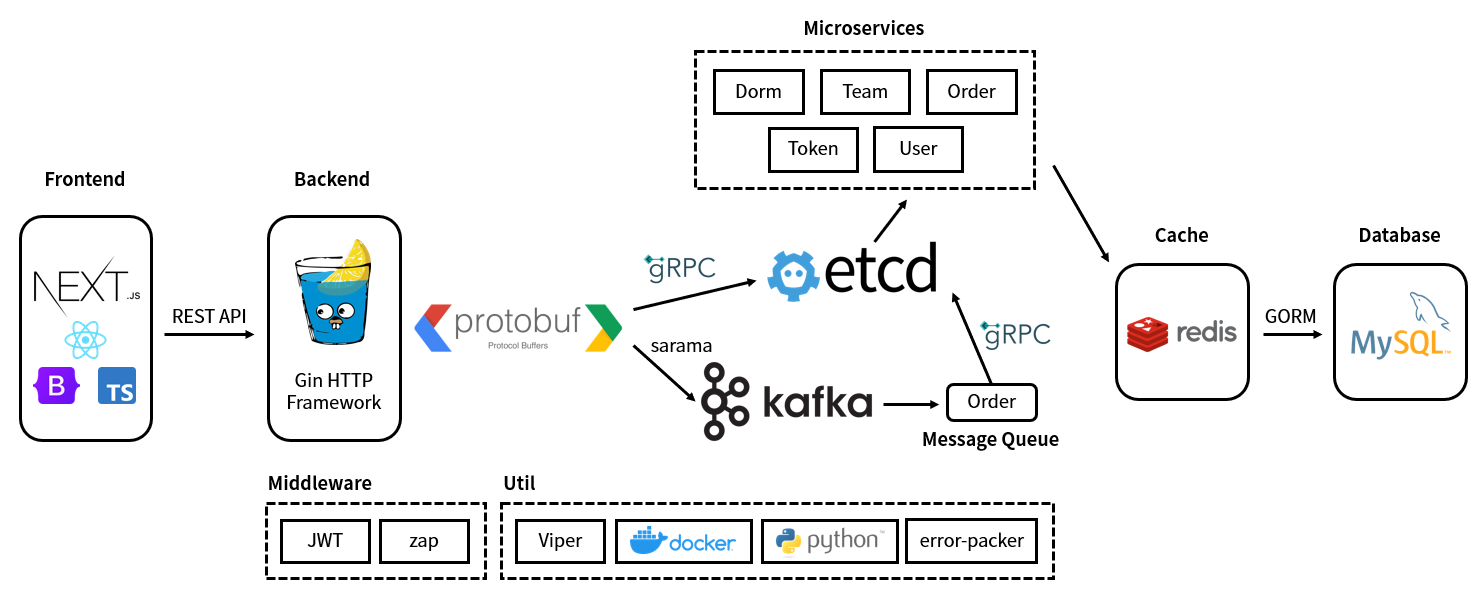 Microservices
Dorm
Team
Order
Token
User
Frontend
Backend
Cache
Database
NEXT.JS
B
TS
REST API
Gin HTTP
Framework
protobuf
Protocol Buffers
gRPC
etcd
sarama
kafka
gRPC
Order
Message Queue
redis
GORM
MySQL™
Middleware
JWT
zap
Util
Viper
docker
python™
error-packer